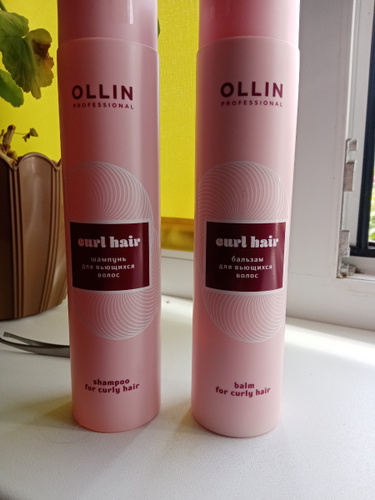 OLLIN
PROFESSIONAL
curl hair
шампунь
для вьющихся
волос
shampoo
for curly hair
OLLIN
PROFESSIONAL
curl hair
бальзам
для вьющихся
волос
balm
for curly hair